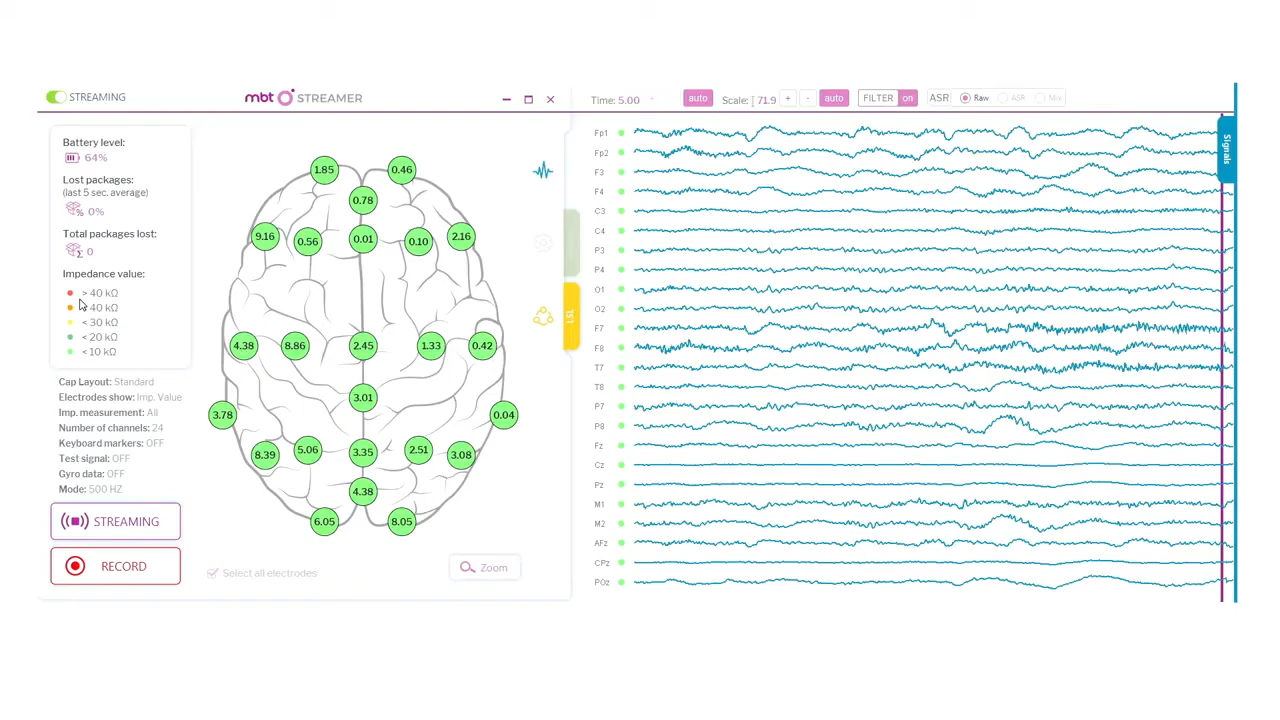 STREAMING
mbt STREAMER
Battery level:
64%
Lost packages:
(last 5 sec. average)
% 0%
Total packages lost:
Σ 0
Impedance value:
> 40 kΩ
40 kΩ
< 30 kΩ
< 20 kΩ
< 10 kΩ
Cap Layout: Standard
Electrodes show: Imp. Value
Imp. measurement: All
Number of channels: 24
Keyboard markers: OFF
Test signal: OFF
Gyro data: OFF
Mode: 500 HZ
STREAMING
RECORD
1.85 0.46
0.78
9.16 0.56 0.01 0.10 2.16
4.38 8.86 2.45 1.33 0.42
3.01
3.78 0.04
8.39 5.06 3.35 2.51 3.08
4.38
6.05 8.05
Select all electrodes
Zoom
Time: 5.00 auto Scale: 71.9 + - auto FILTER on ASR Raw ASR Mix
Signals
Fp1
Fp2
F3
F4
C3
C4
P3
P4
O1
O2
F7
F8
T7
T8
P7
P8
Fz
Cz
Pz
M1
M2
AFz
CPz
POz